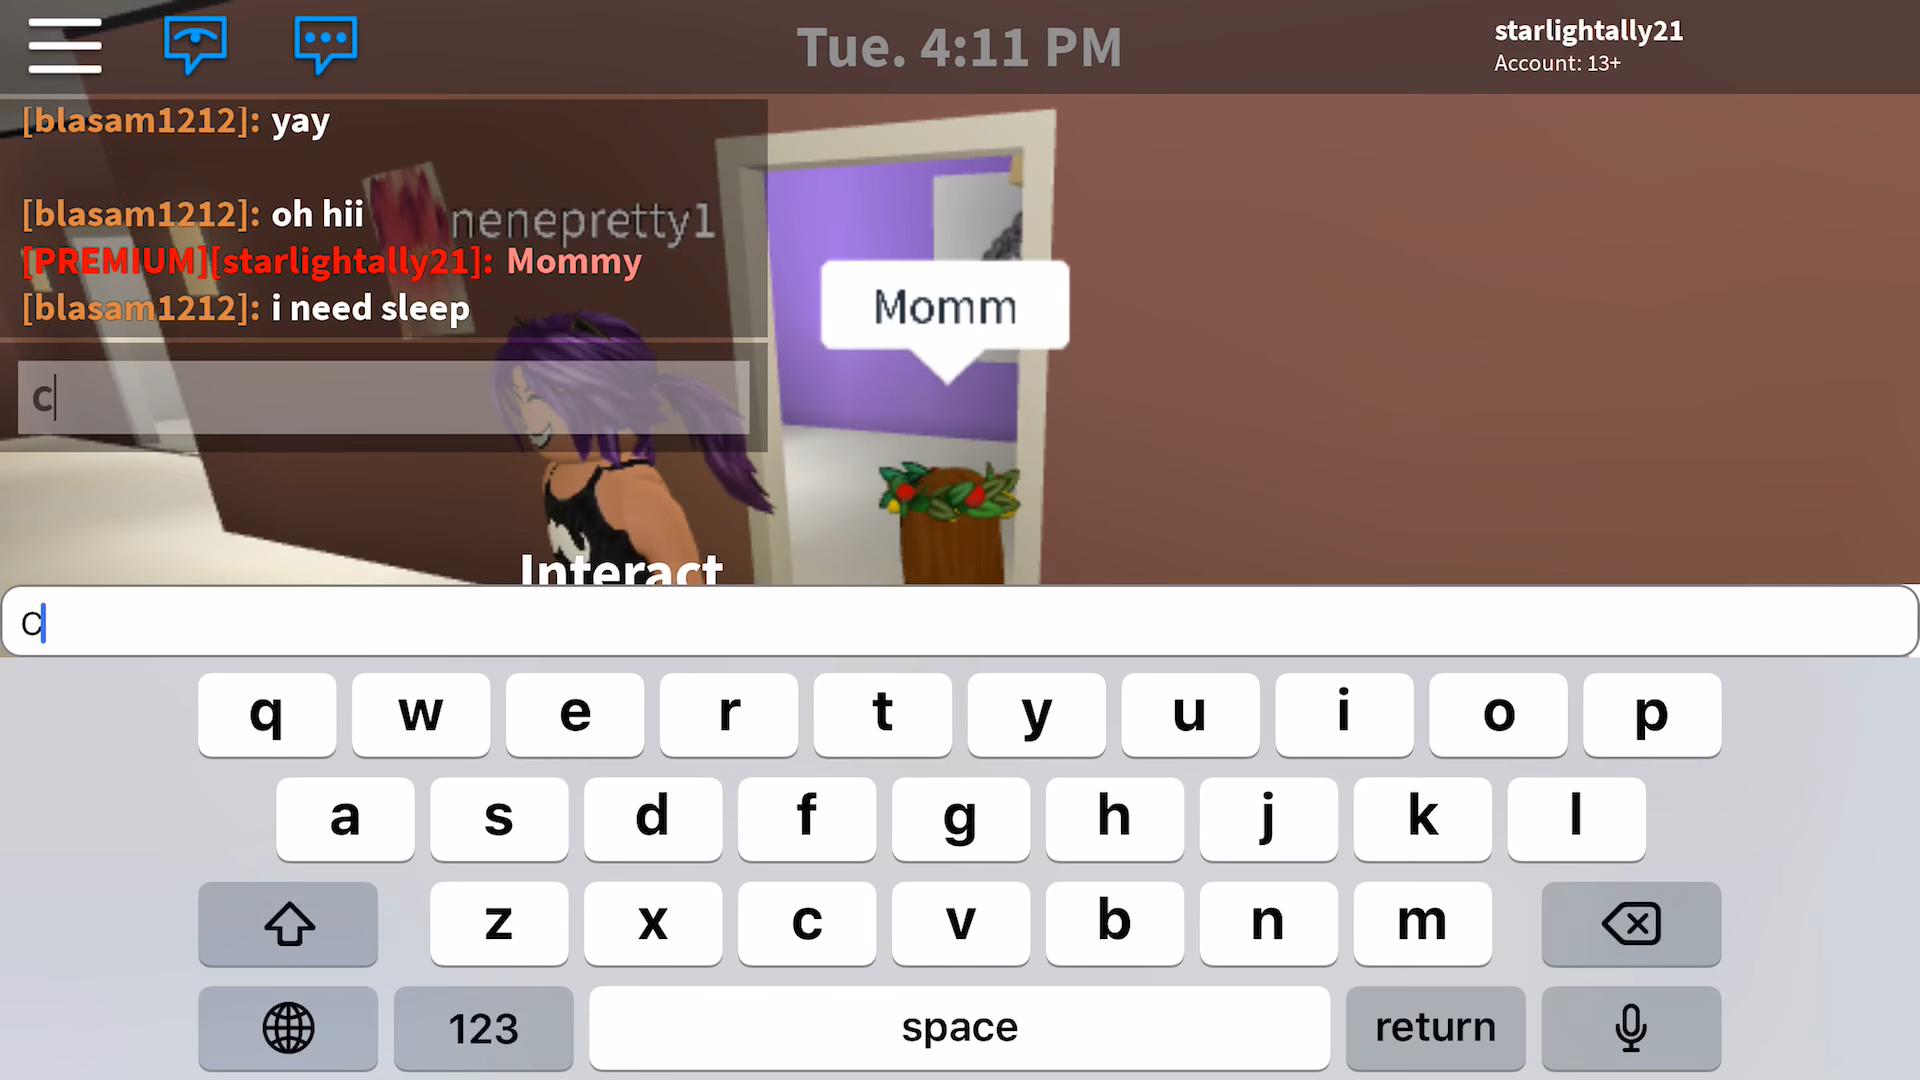 Tue. 4:11 PM
starlightally21
Account: 13+
[blasam1212]: yay
[blasam1212]: oh hii
nenepretty1
[PREMIUM][starlightally21]: Mommy
[blasam1212]: i need sleep
Momm
C
Interact
C
q w e r t y u i o p
a s d f g h j k l
z x c v b n m
123 space return